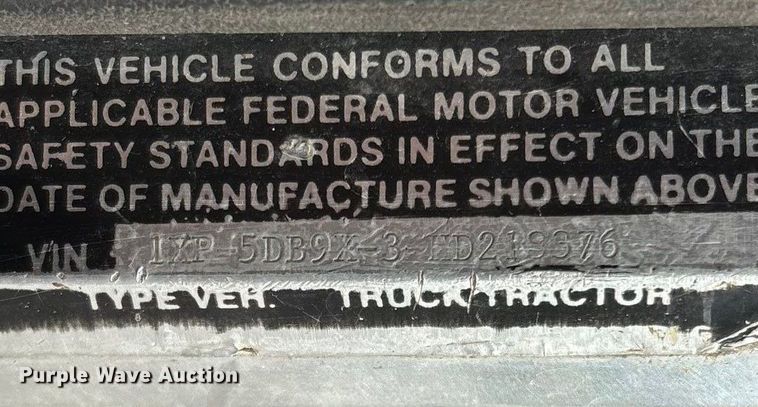 THIS VEHICLE CONFORMS TO ALL
APPLICABLE FEDERAL MOTOR VEHICLE
SAFETY STANDARDS IN EFFECT ON THE
DATE OF MANUFACTURE SHOWN ABOVE
VIN 1XP-5DB9X-3
TYPE VEH. TRUCK TRACTOR
Purple Wave Auction